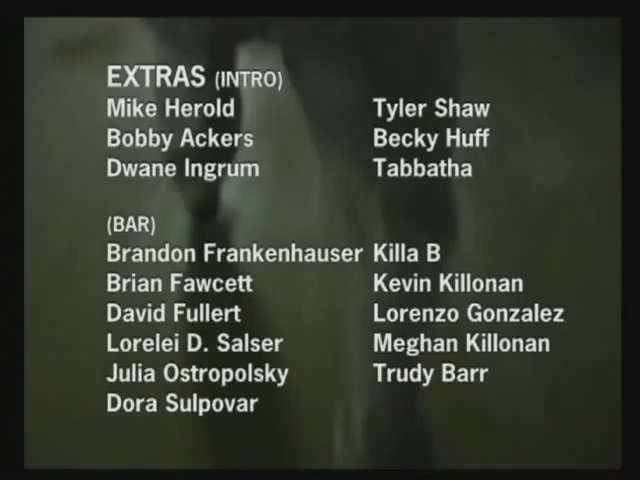 EXTRAS (INTRO)
Mike Herold Tyler Shaw
Bobby Ackers Becky Huff
Dwane Ingrum Tabbatha
(BAR)
Brandon Frankenhauser Killa B
Brian Fawcett Kevin Killonan
David Fullert Lorenzo Gonzalez
Lorelei D. Salser Meghan Killonan
Julia Ostropolsky Trudy Barr
Dora Sulpovar